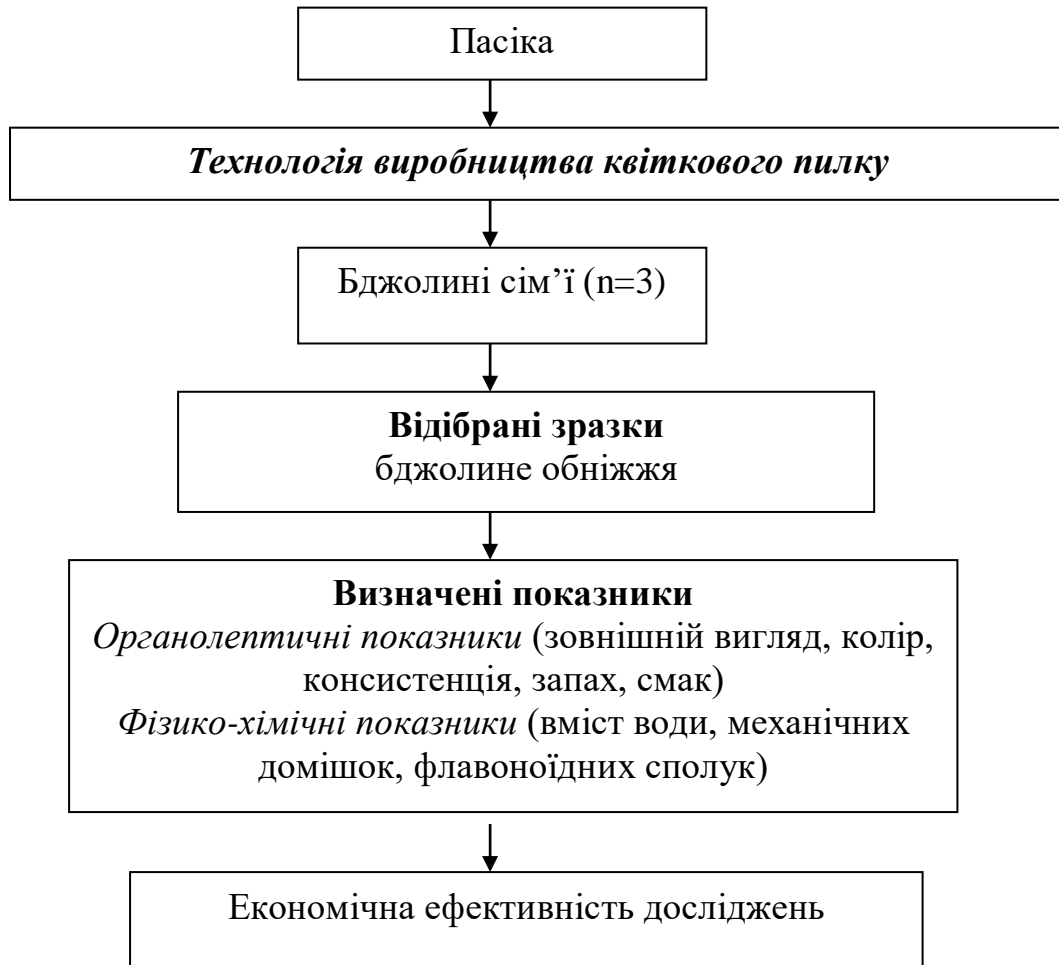 Пасіка
Технологія виробництва квіткового пилку
Бджолині сім’ї (n=3)
Відібрані зразки
бджолине обніжжя
Визначені показники
Органолептичні показники (зовнішній вигляд, колір,
консистенція, запах, смак)
Фізико-хімічні показники (вміст води, механічних
домішок, флавоноїдних сполук)
Економічна ефективність досліджень